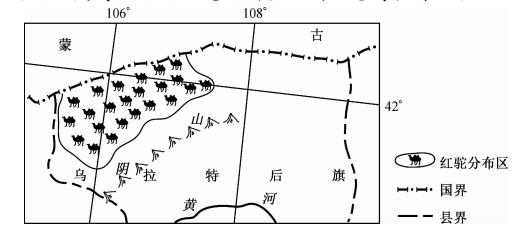 106° 108°
蒙 古
42°
山
阴
乌 拉 特 后 旗
黄 河
红驼分布区
国界
县界